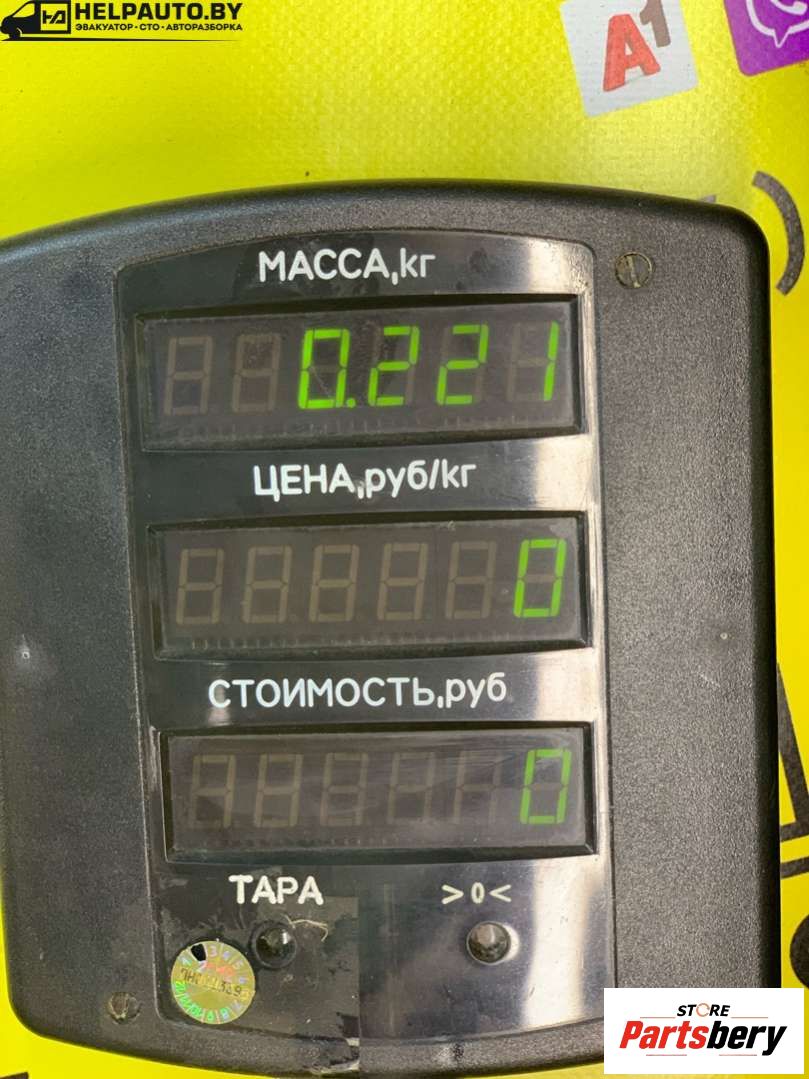 HELPAUTO.BY
ЭВАКУАТОР • СТО • АВТОРАЗБОРКА
A1
МАССА,кг
0.221
ЦЕНА,руб/кг
0
СТОИМОСТЬ,руб
0
ТАРА >0<
STORE
Partsbery